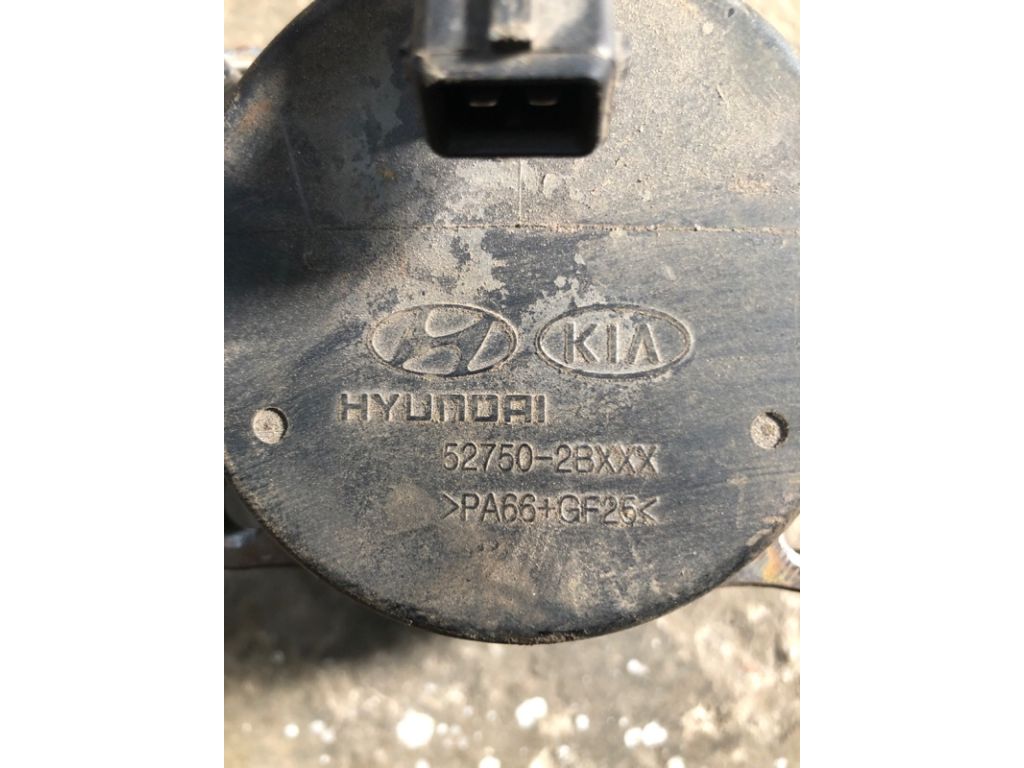 KIA
HYUNDAI
52750-2BXXX
>PA66+GF25<